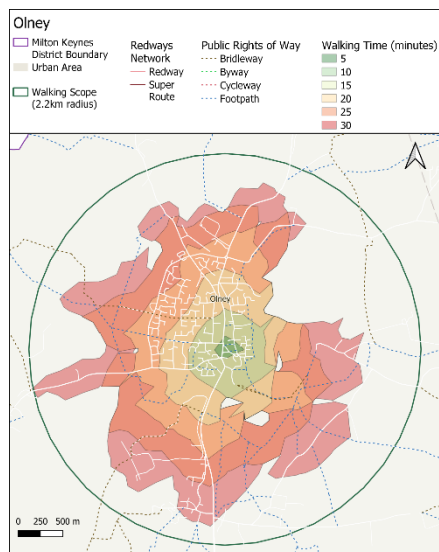 Olney
Milton Keynes
District Boundary
Urban Area
Walking Scope
(2.2km radius)
Redways
Network
Redway
Super
Route
Public Rights of Way
Bridleway
Byway
Cycleway
Footpath
Walking Time (minutes)
5
10
15
20
25
30
Olney
0 250 500 m